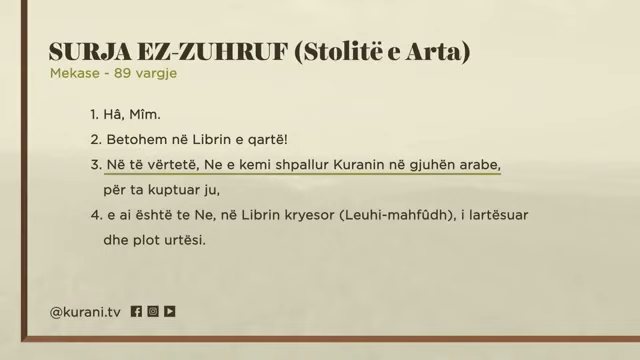 SURJA EZ-ZUHRUF (Stolitë e Arta)
Mekase - 89 vargje
1. Hâ, Mîm.
2. Betohem në Librin e qartë!
3. Në të vërtetë, Ne e kemi shpallur Kuranin në gjuhën arabe,
për ta kuptuar ju,
4. e ai është te Ne, në Librin kryesor (Leuhi-mahfûdh), i lartësuar
dhe plot urtësi.
@kurani.tv